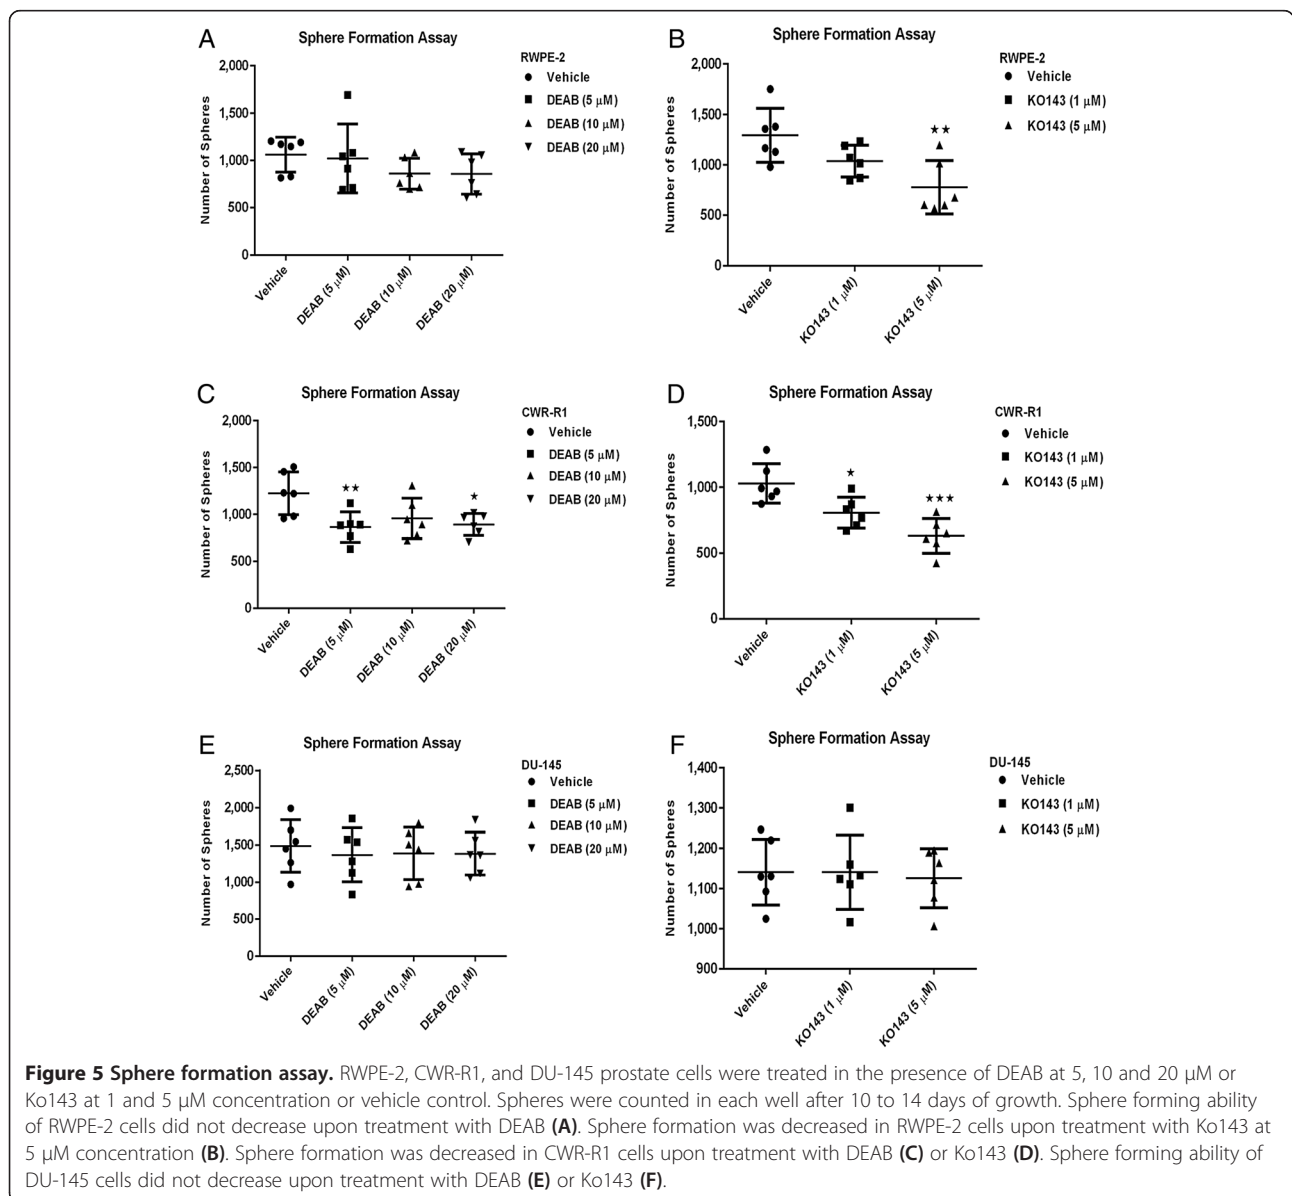 A
Sphere Formation Assay
Number of Spheres
2,000
1,500
1,000
500
0
Vehicle
DEAB (5 μM)
DEAB (10 μM)
DEAB (20 μM)
RWPE-2
Vehicle
DEAB (5 μM)
DEAB (10 μM)
DEAB (20 μM)
B
Sphere Formation Assay
Number of Spheres
2,000
1,500
1,000
500
0
★★
Vehicle
KO143 (1 μM)
KO143 (5 μM)
RWPE-2
Vehicle
KO143 (1 μM)
KO143 (5 μM)
C
Sphere Formation Assay
Number of Spheres
2,000
1,500
1,000
500
0
★★
★
Vehicle
DEAB (5 μM)
DEAB (10 μM)
DEAB (20 μM)
CWR-R1
Vehicle
DEAB (5 μM)
DEAB (10 μM)
DEAB (20 μM)
D
Sphere Formation Assay
Number of Spheres
1,500
1,000
500
0
★
★★★
Vehicle
KO143 (1 μM)
KO143 (5 μM)
CWR-R1
Vehicle
KO143 (1 μM)
KO143 (5 μM)
E
Sphere Formation Assay
Number of Spheres
2,500
2,000
1,500
1,000
500
0
Vehicle
DEAB (5 μM)
DEAB (10 μM)
DEAB (20 μM)
DU-145
Vehicle
DEAB (5 μM)
DEAB (10 μM)
DEAB (20 μM)
F
Sphere Formation Assay
Number of Spheres
1,400
1,300
1,200
1,100
1,000
900
Vehicle
KO143 (1 μM)
KO143 (5 μM)
DU-145
Vehicle
KO143 (1 μM)
KO143 (5 μM)
Figure 5 Sphere formation assay. RWPE-2, CWR-R1, and DU-145 prostate cells were treated in the presence of DEAB at 5, 10 and 20 μM or
Ko143 at 1 and 5 μM concentration or vehicle control. Spheres were counted in each well after 10 to 14 days of growth. Sphere forming ability
of RWPE-2 cells did not decrease upon treatment with DEAB (A). Sphere formation was decreased in RWPE-2 cells upon treatment with Ko143 at
5 μM concentration (B). Sphere formation was decreased in CWR-R1 cells upon treatment with DEAB (C) or Ko143 (D). Sphere forming ability of
DU-145 cells did not decrease upon treatment with DEAB (E) or Ko143 (F).